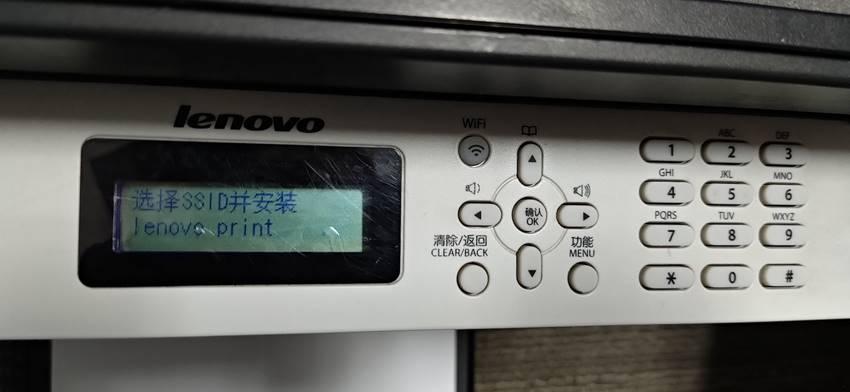 lenovo
选择SSID并安装
lenovo print
WiFi
确认
OK
清除/返回
CLEAR/BACK
功能
MENU
1
ABC
2
DEF
3
GHI
4
JKL
5
MNO
6
PQRS
7
TUV
8
WXYZ
9
*
0
#